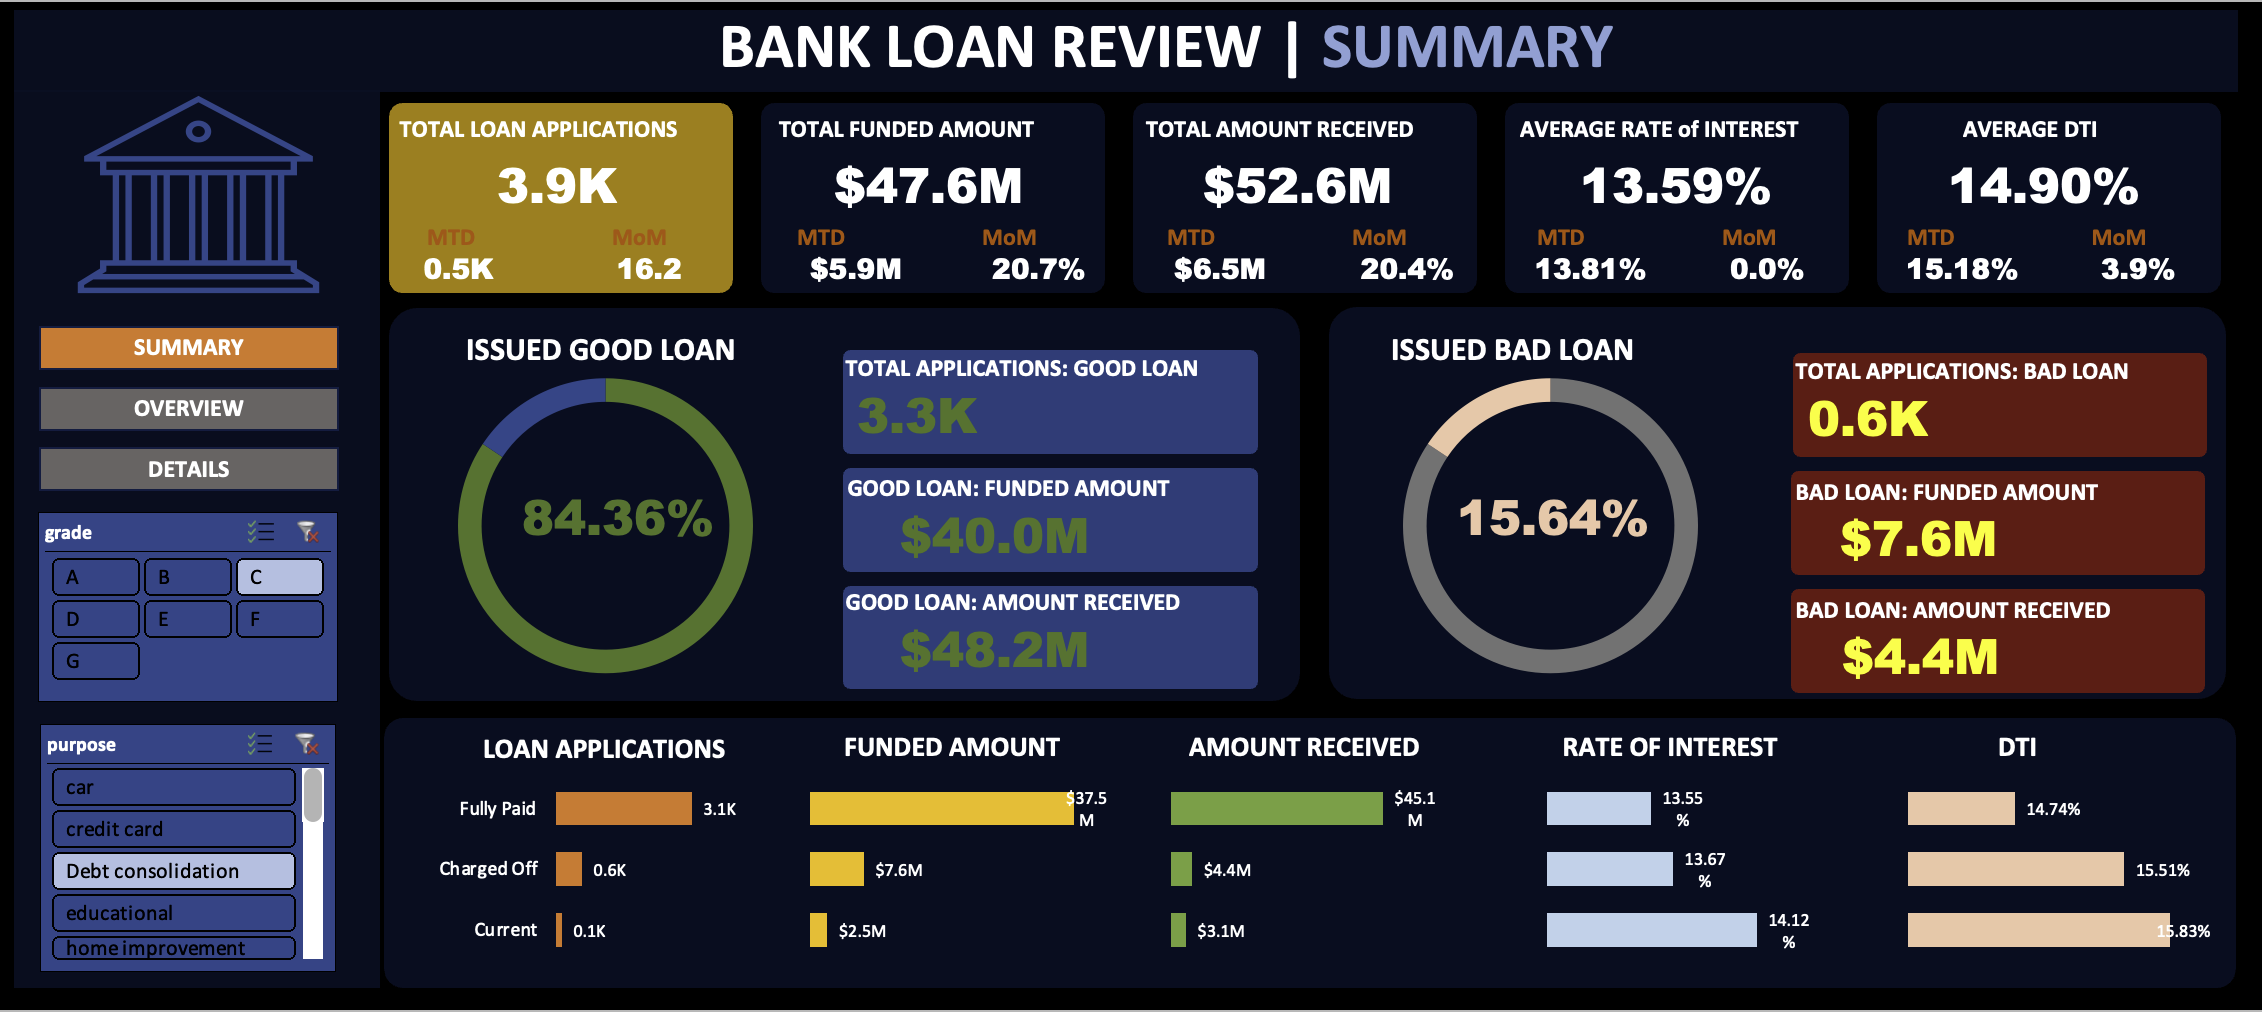 BANK LOAN REVIEW | SUMMARY
TOTAL LOAN APPLICATIONS
3.9K
MTD MoM
0.5K 16.2
TOTAL FUNDED AMOUNT
$47.6M
MTD MoM
$5.9M 20.7%
TOTAL AMOUNT RECEIVED
$52.6M
MTD MoM
$6.5M 20.4%
AVERAGE RATE of INTEREST
13.59%
MTD MoM
13.81% 0.0%
AVERAGE DTI
14.90%
MTD MoM
15.18% 3.9%
SUMMARY
OVERVIEW
DETAILS
grade
A B C
D E F
G
purpose
car
credit card
Debt consolidation
educational
home improvement
ISSUED GOOD LOAN
84.36%
TOTAL APPLICATIONS: GOOD LOAN
3.3K
GOOD LOAN: FUNDED AMOUNT
$40.0M
GOOD LOAN: AMOUNT RECEIVED
$48.2M
ISSUED BAD LOAN
15.64%
TOTAL APPLICATIONS: BAD LOAN
0.6K
BAD LOAN: FUNDED AMOUNT
$7.6M
BAD LOAN: AMOUNT RECEIVED
$4.4M
LOAN APPLICATIONS
Fully Paid 3.1K
Charged Off 0.6K
Current 0.1K
FUNDED AMOUNT
$37.5
M
$7.6M
$2.5M
AMOUNT RECEIVED
$45.1
M
$4.4M
$3.1M
RATE OF INTEREST
13.55
%
13.67
%
14.12
%
DTI
14.74%
15.51%
15.83%